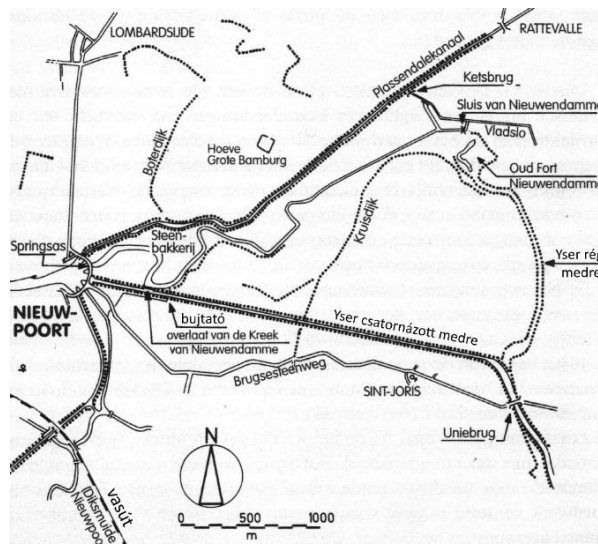 LOMBARDSIJDE
RATTEVALLE
Plassendalekanaal
Ketsbrug
Sluis van Nieuwendamme
Vladslo
Boterdijk
Hoeve
Grote Bamburg
Oud Fort
Nieuwendamme
Kruisdijk
Steen-
bakkerij
Springsas
Yser rég
medre
NIEUW-
POORT
bujtató
Yser csatornázott medre
overlaat van de Kreek
van Nieuwendamme
Brugsesteenweg
SINT-JORIS
Uniebrug
N
vasút
Diksmuide
Nieuwpoor
0
500
1000
m